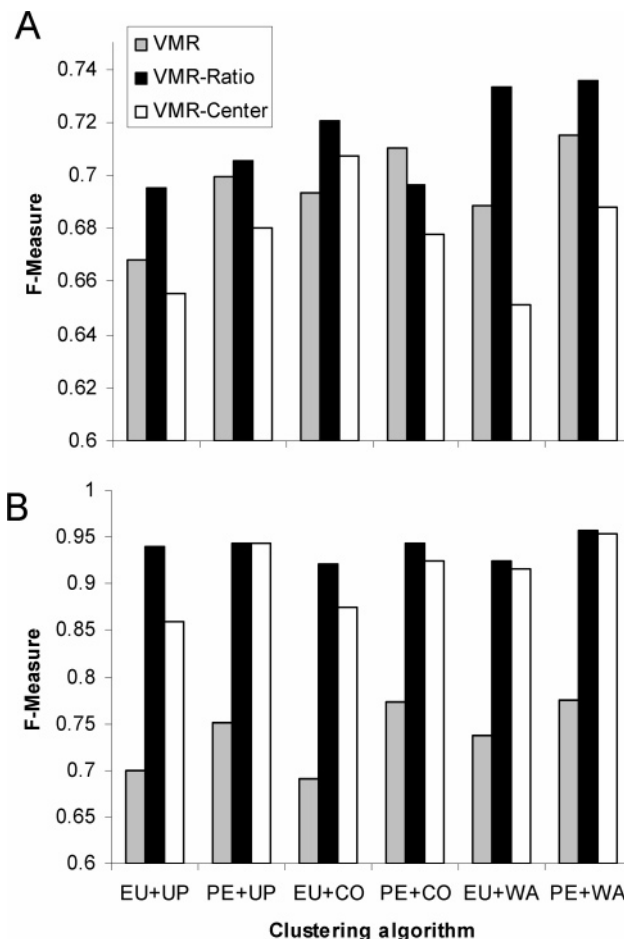 A
VMR
VMR-Ratio
VMR-Center
0.74
0.72
0.7
0.68
0.66
0.64
0.62
0.6
F-Measure
B
1
0.95
0.9
0.85
0.8
0.75
0.7
0.65
0.6
F-Measure
EU+UP PE+UP EU+CO PE+CO EU+WA PE+WA
Clustering algorithm